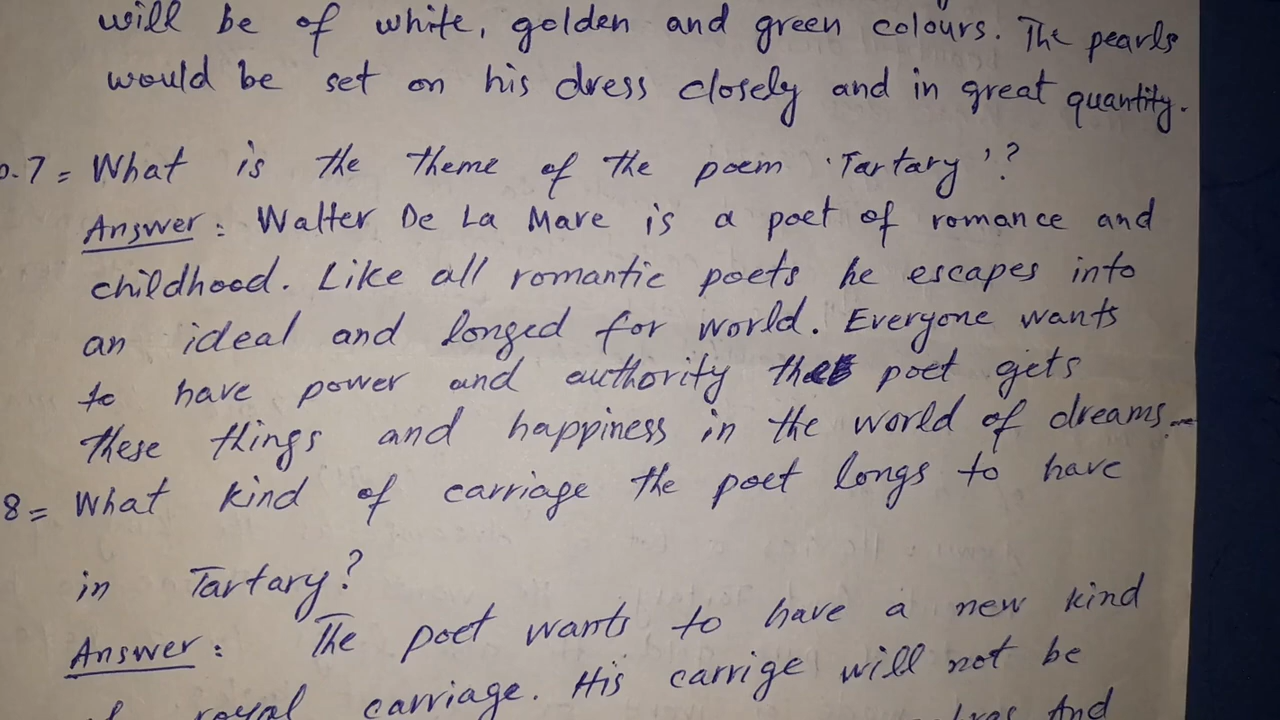 will be of white, golden and green colours. The pearls
would be set on his dress closely and in great quantity.
.7 = What is the theme of the poem 'Tartary'?
Answer: Walter De La Mare is a poet of romance and
childhood. Like all romantic poets he escapes into
an ideal and longed for world. Everyone wants
to have power and authority the poet gets
these things and happiness in the world of dreams.
8 = What kind of carriage the poet longs to have
in Tartary?
Answer: The poet wants to have a new kind
of royal carriage. His carrige will not be
And